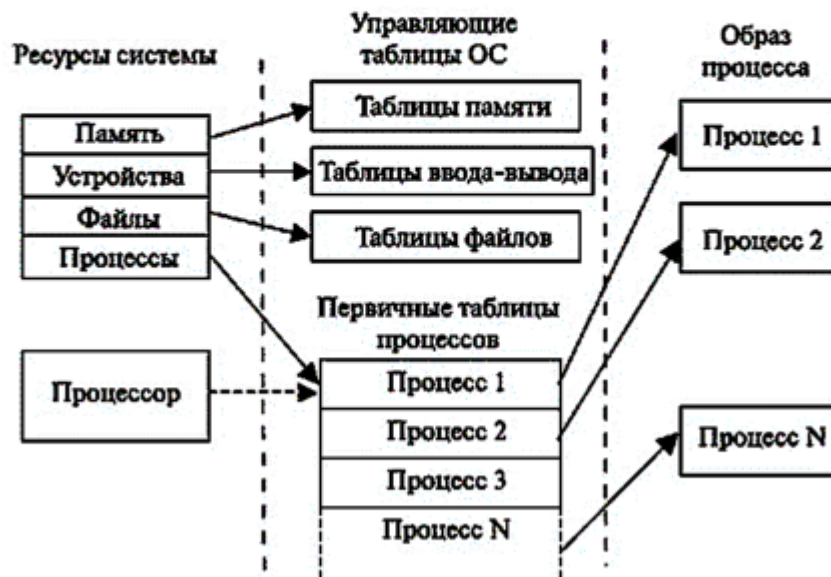 Ресурсы системы
Память
Устройства
Файлы
Процессы
Процессор
Управляющие
таблицы ОС
Таблицы памяти
Таблицы ввода-вывода
Таблицы файлов
Первичные таблицы
процессов
Процесс 1
Процесс 2
Процесс 3
Процесс N
Образ
процесса
Процесс 1
Процесс 2
Процесс N